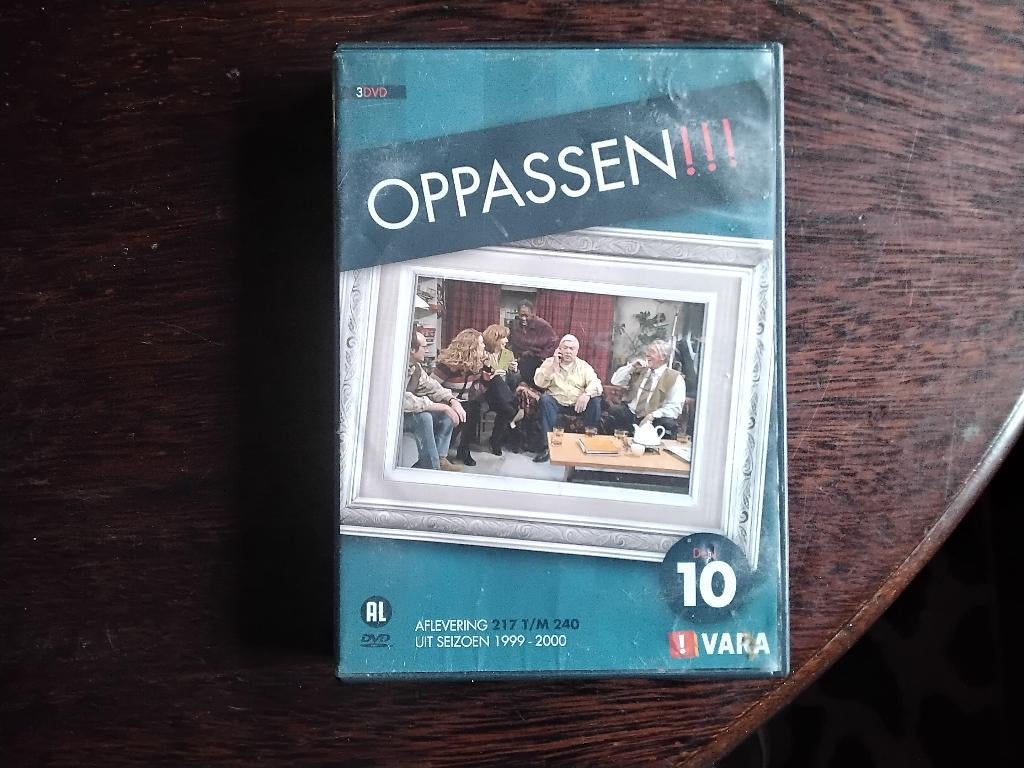 3DVD
OPPASSEN!!!
Deel
10
AL
DVD
AFLEVERING 217 T/M 240
UIT SEIZOEN 1999 - 2000
! VARA